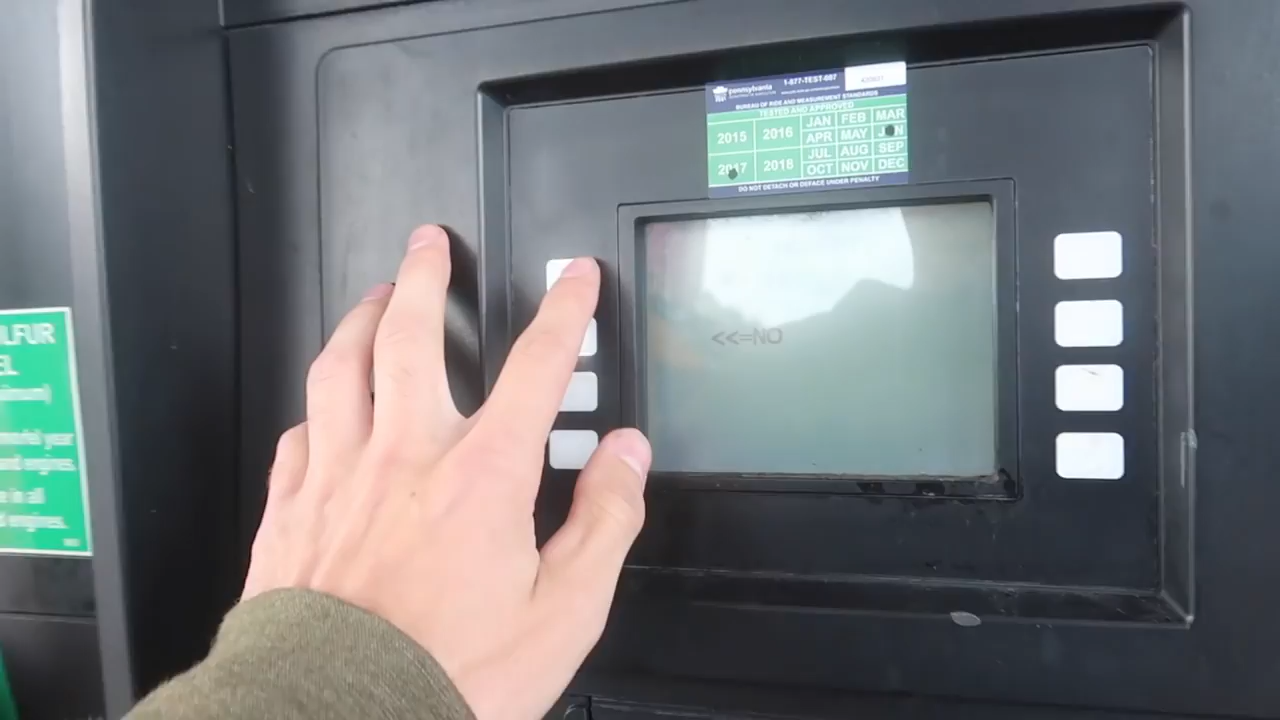 pennsylvania
1-877-TEST-667
BUREAU OF RIDE AND MEASUREMENT STANDARDS
TESTED AND APPROVED
2015 2016 JAN FEB MAR
APR MAY JUN
2017 2018 JUL AUG SEP
OCT NOV DEC
DO NOT DETACH OR DEFACE UNDER PENALTY
<<=NO
LFUR
EL
model year
and engines.
e in all
d engines.